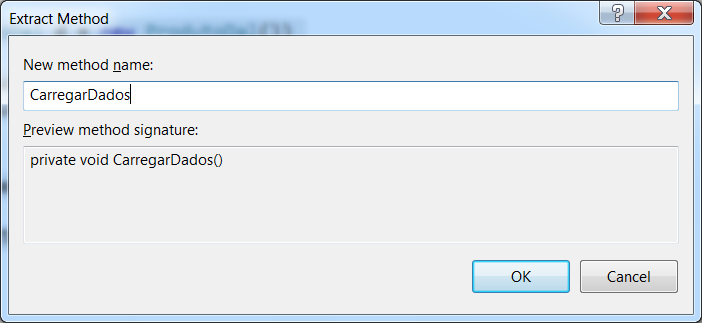 Extract Method
New method name:
CarregarDados
Preview method signature:
private void CarregarDados()
OK
Cancel